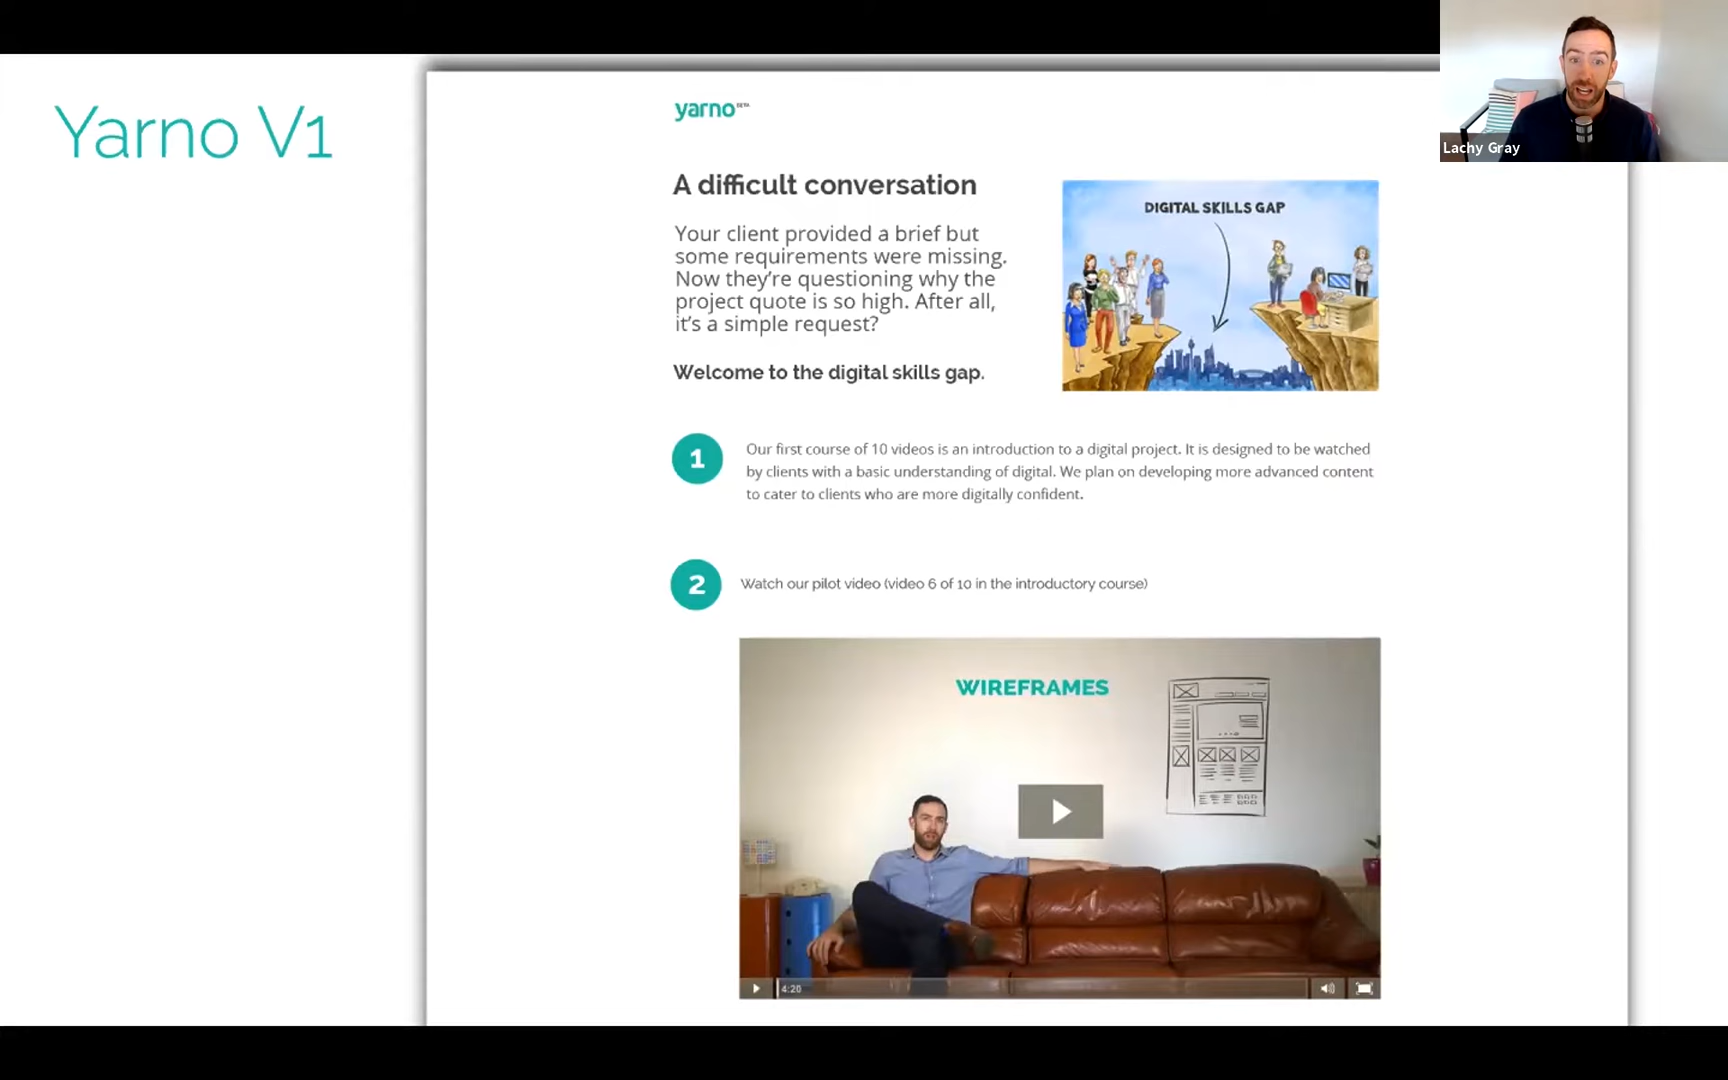 Yarno V1
yarno BETA
Lachy Gray
A difficult conversation
Your client provided a brief but
some requirements were missing.
Now they're questioning why the
project quote is so high. After all,
it's a simple request?
Welcome to the digital skills gap.
DIGITAL SKILLS GAP
1
Our first course of 10 videos is an introduction to a digital project. It is designed to be watched
by clients with a basic understanding of digital. We plan on developing more advanced content
to cater to clients who are more digitally confident.
2
Watch our pilot video (video 6 of 10 in the introductory course)
WIREFRAMES
4:20